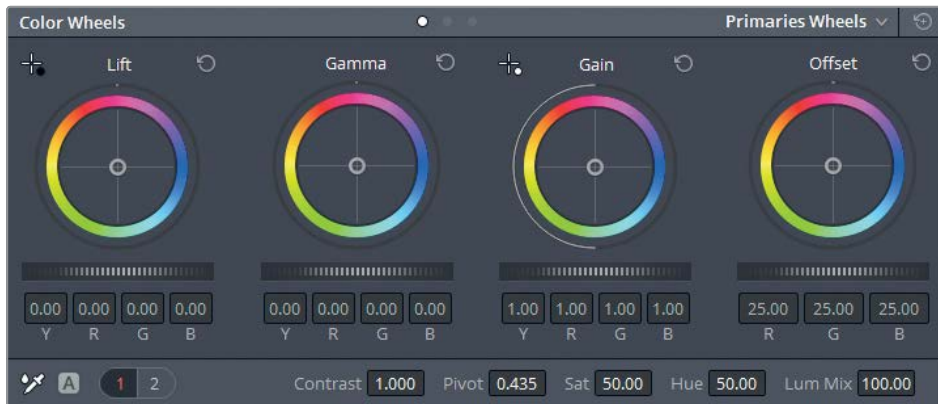 Color Wheels Primaries Wheels
Lift Gamma Gain Offset
0.00 0.00 0.00 0.00 0.00 0.00 0.00 0.00 1.00 1.00 1.00 1.00 25.00 25.00 25.00
Y R G B Y R G B Y R G B R G B
A 1 2 Contrast 1.000 Pivot 0.435 Sat 50.00 Hue 50.00 Lum Mix 100.00